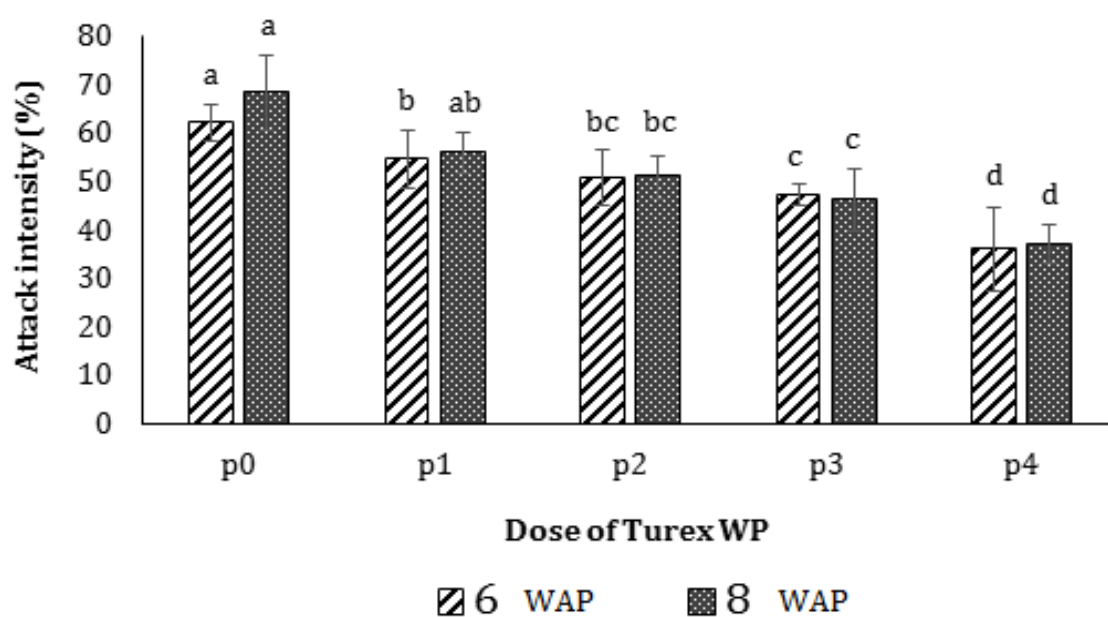 80
70
60
50
40
30
20
10
0
Attack intensity (%)
a a b ab bc bc c c d d
p0 p1 p2 p3 p4
Dose of Turex WP
6 WAP 8 WAP